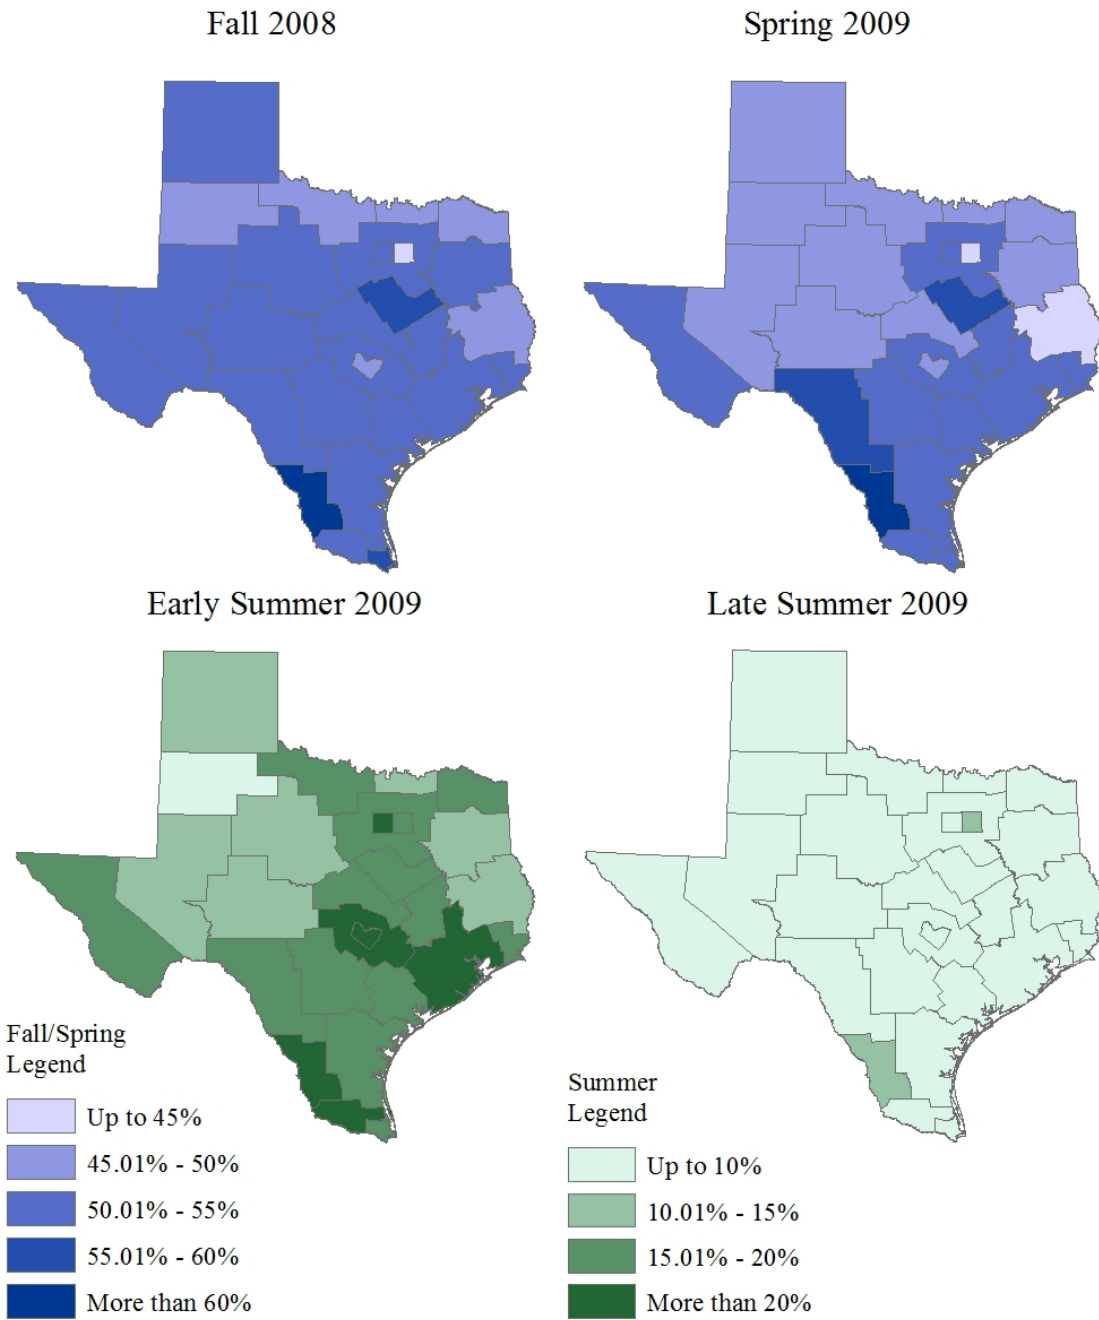 Fall 2008
Spring 2009
Early Summer 2009
Late Summer 2009
Fall/Spring
Legend
Up to 45%
45.01% - 50%
50.01% - 55%
55.01% - 60%
More than 60%
Summer
Legend
Up to 10%
10.01% - 15%
15.01% - 20%
More than 20%